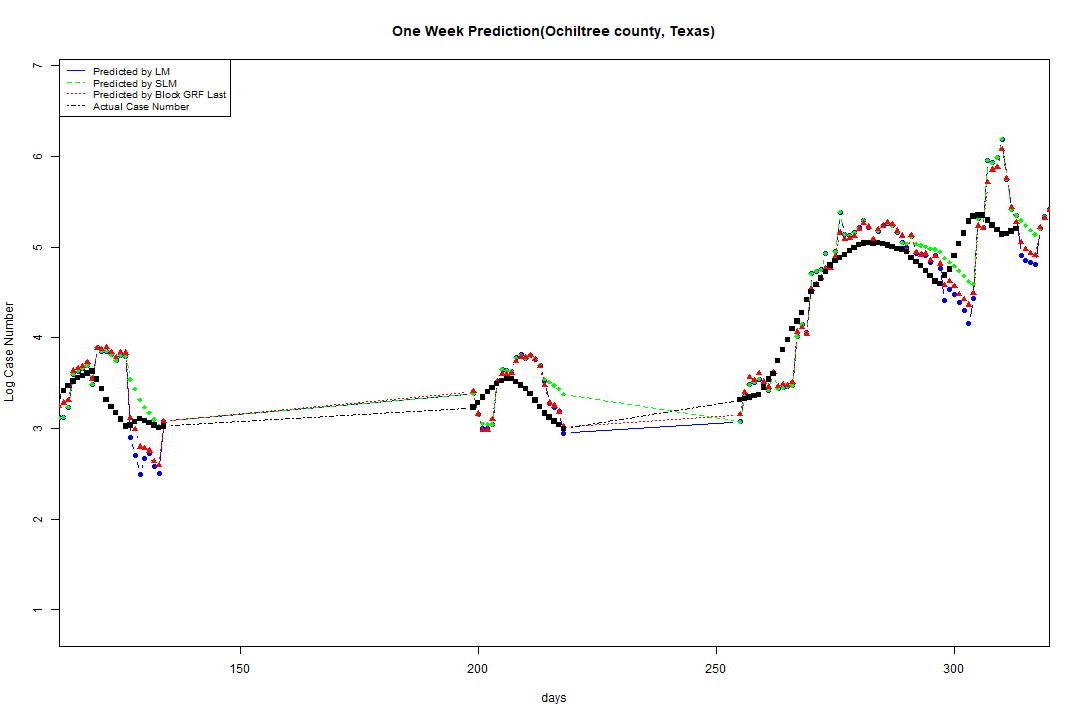 One Week Prediction(Ochiltree county, Texas)
Predicted by LM
Predicted by SLM
Predicted by Block GRF Last
Actual Case Number
7
6
5
4
3
2
1
Log Case Number
150
200
250
300
days